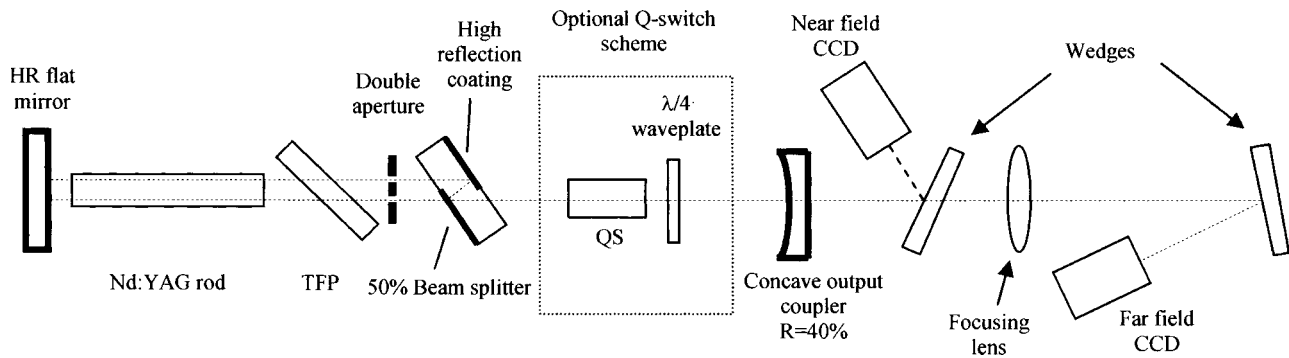 HR flat
mirror
Nd:YAG rod
TFP
Double
aperture
High
reflection
coating
50% Beam splitter
Optional Q-switch
scheme
QS
λ/4
waveplate
Concave output
coupler
R=40%
Near field
CCD
Wedges
Focusing
lens
Far field
CCD